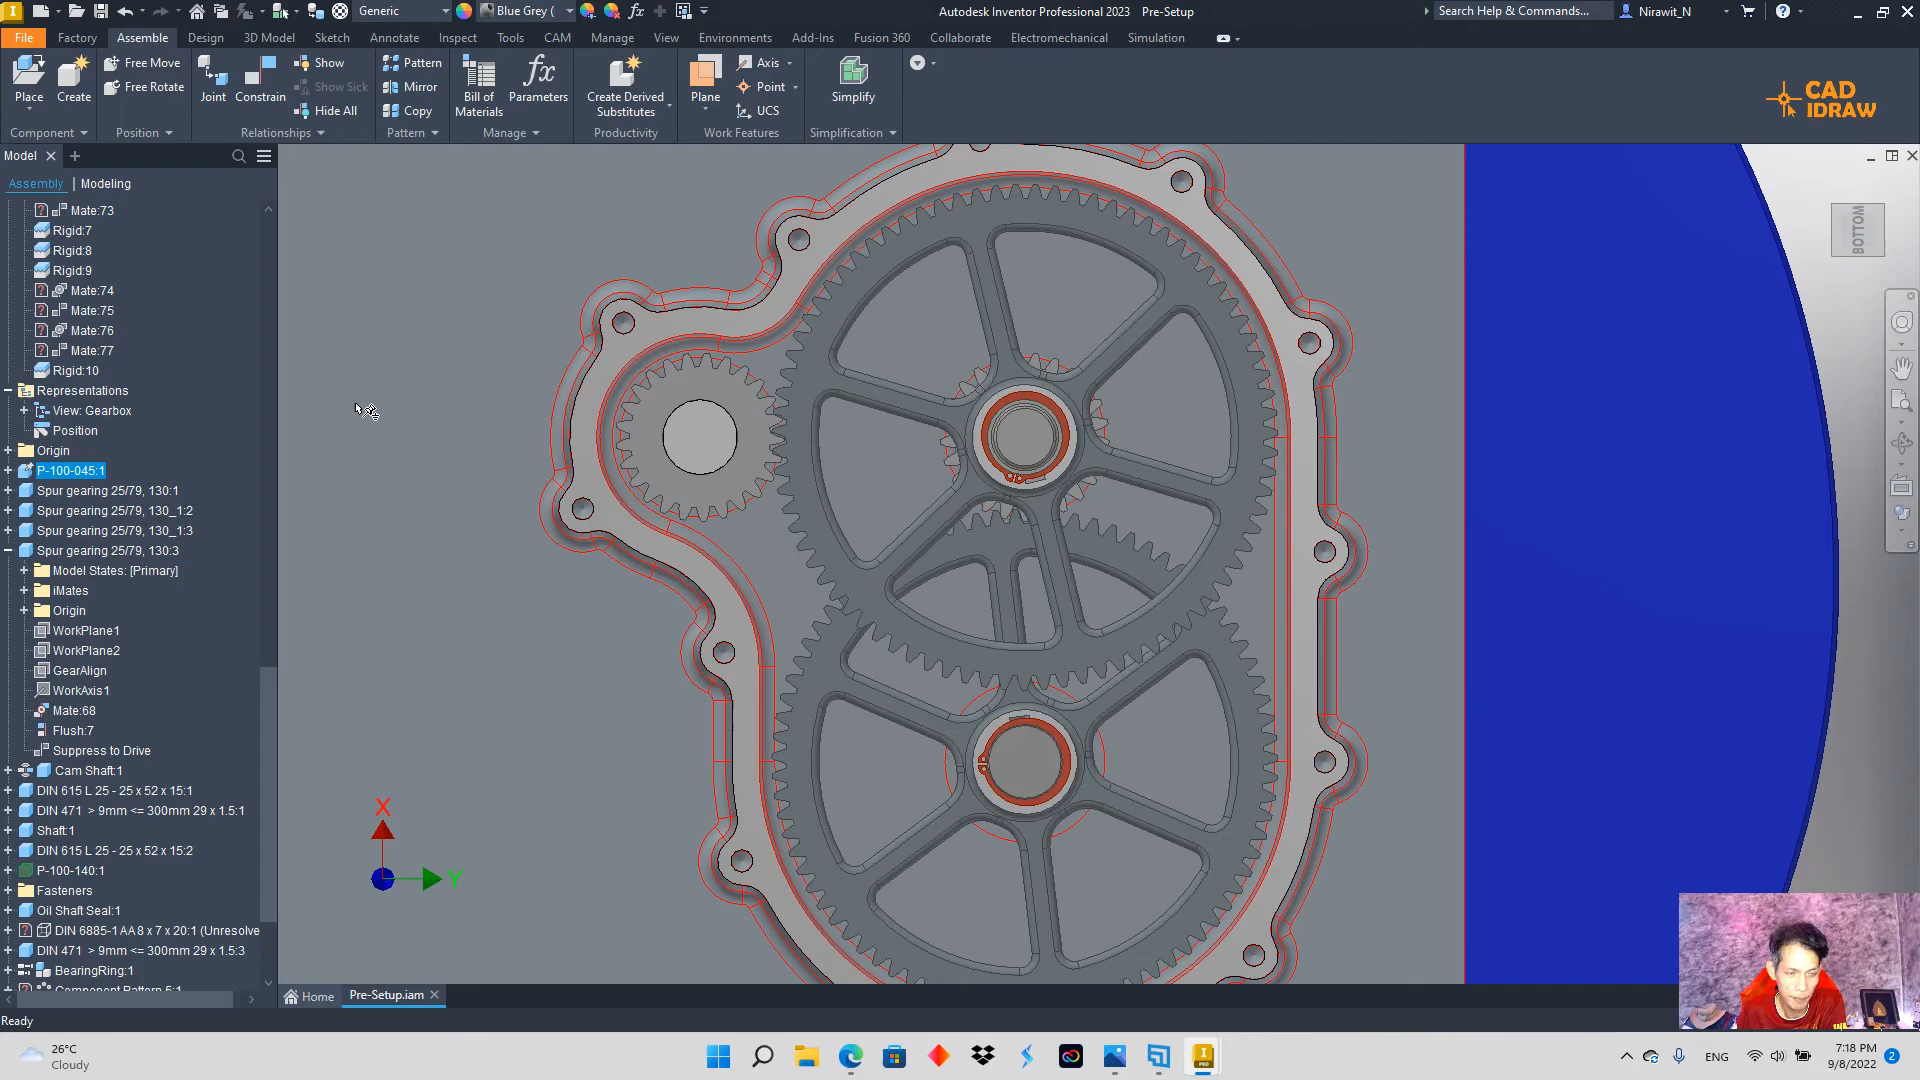 Generic
Blue Grey (
Autodesk Inventor Professional 2023 Pre-Setup
Search Help & Commands...
Nirawit_N
File
Factory
Assemble
Design
3D Model
Sketch
Annotate
Inspect
Tools
CAM
Manage
View
Environments
Add-Ins
Fusion 360
Collaborate
Electromechanical
Simulation
Place
Create
Free Move
Free Rotate
Joint
Constrain
Show
Show Sick
Hide All
Pattern
Mirror
Copy
Bill of
Materials
Parameters
Create Derived
Substitutes
Plane
Axis
Point
UCS
Simplify
CAD
IDRAW
Component
Position
Relationships
Pattern
Manage
Productivity
Work Features
Simplification
Model
Assembly | Modeling
Mate:73
Rigid:7
Rigid:8
Rigid:9
Mate:74
Mate:75
Mate:76
Mate:77
Rigid:10
Representations
View: Gearbox
Position
Origin
P-100-045:1
Spur gearing 25/79, 130:1
Spur gearing 25/79, 130_1:2
Spur gearing 25/79, 130_1:3
Spur gearing 25/79, 130:3
Model States: [Primary]
iMates
Origin
WorkPlane1
WorkPlane2
GearAlign
WorkAxis1
Mate:68
Flush:7
Suppress to Drive
Cam Shaft:1
DIN 615 L 25 - 25 x 52 x 15:1
DIN 471 > 9mm <= 300mm 29 x 1.5:1
Shaft:1
DIN 615 L 25 - 25 x 52 x 15:2
P-100-140:1
Fasteners
Oil Shaft Seal:1
DIN 6885-1 AA 8 x 7 x 20:1 (Unresolve
DIN 471 > 9mm <= 300mm 29 x 1.5:3
BearingRing:1
Component Pattern 5:1
BOTTOM
X
Y
Home
Pre-Setup.iam
Ready
26°C
Cloudy
ENG
7:18 PM
9/8/2022
2